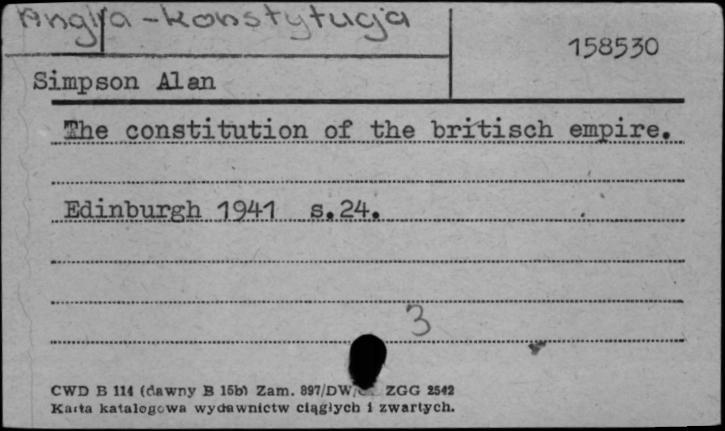 Anglia-konstytucja
158530
Simpson Alan
The constitution of the britisch empire.
Edinburgh 1941 s.24.
3
CWD B 114 (dawny B 15b) Zam. 897/DW/ ZGG 2542
Karta katalogowa wydawnictw ciągłych i zwartych.